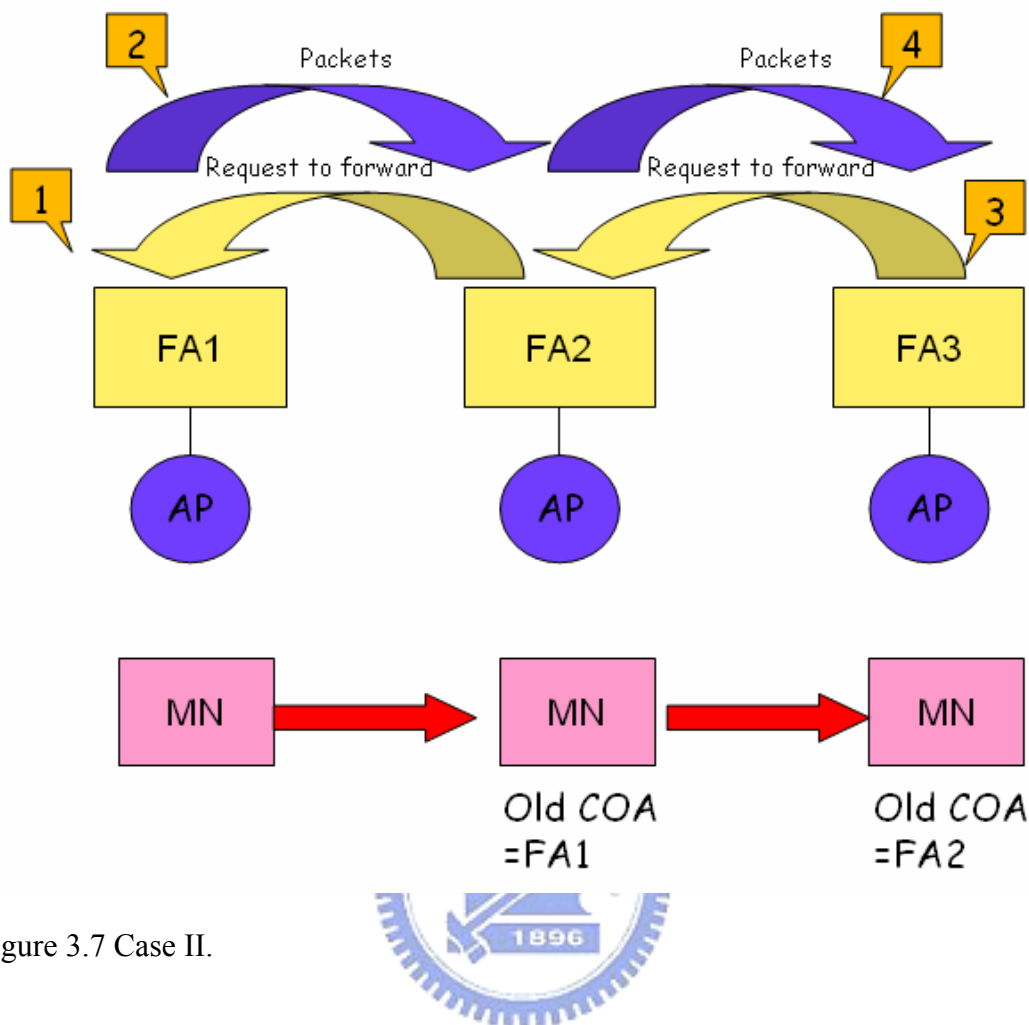 2
Packets
Packets
4
1
Request to forward
Request to forward
3
FA1
FA2
FA3
AP
AP
AP
MN
MN
MN
Old COA
=FA1
Old COA
=FA2
gure 3.7 Case II.
1896